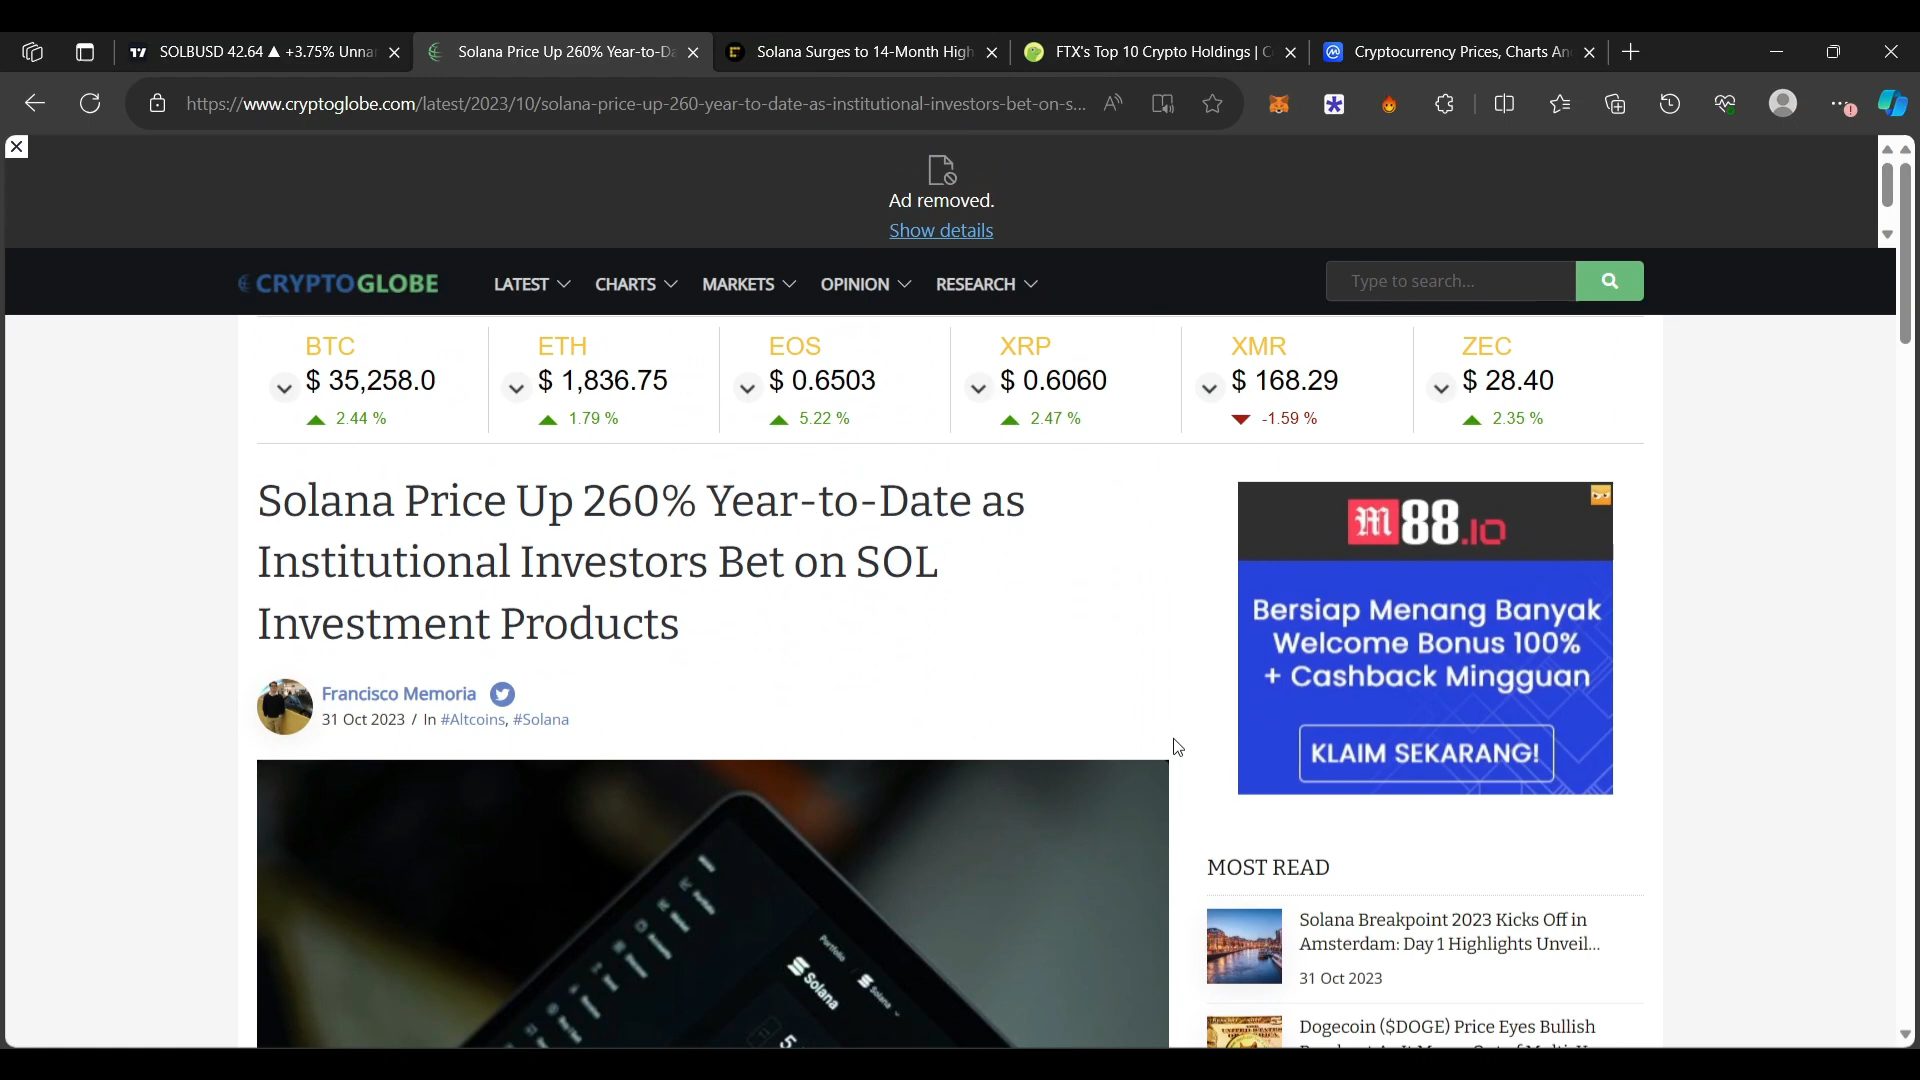 SOLBUSD 42.64 ▲ +3.75% Unna
Solana Price Up 260% Year-to-Da
Solana Surges to 14-Month High
FTX's Top 10 Crypto Holdings | C
Cryptocurrency Prices, Charts An
https://www.cryptoglobe.com/latest/2023/10/solana-price-up-260-year-to-date-as-institutional-investors-bet-on-s...
Ad removed.
Show details
CRYPTOGLOBE
LATEST CHARTS MARKETS OPINION RESEARCH
Type to search...
BTC ETH EOS XRP XMR ZEC
$ 35,258.0 $ 1,836.75 $ 0.6503 $ 0.6060 $ 168.29 $ 28.40
2.44 % 1.79 % 5.22 % 2.47 % -1.59 % 2.35 %
Solana Price Up 260% Year-to-Date as
Institutional Investors Bet on SOL
Investment Products
Francisco Memoria
31 Oct 2023 / In #Altcoins, #Solana
M88.io
Bersiap Menang Banyak
Welcome Bonus 100%
+ Cashback Mingguan
KLAIM SEKARANG!
MOST READ
Solana Breakpoint 2023 Kicks Off in
Amsterdam: Day 1 Highlights Unveil...
31 Oct 2023
Dogecoin ($DOGE) Price Eyes Bullish
Portfolio
Solana
Solana
5